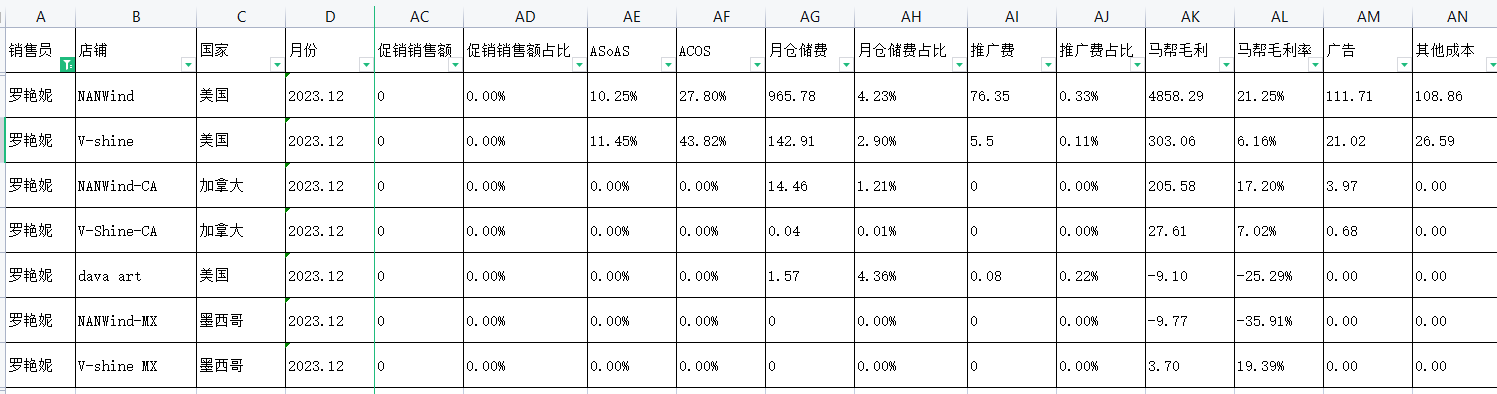 A B C D AC AD AE AF AG AH AI AJ AK AL AM AN
销售员 店铺 国家 月份 促销销售额 促销销售额占比 ASoAS ACOS 月仓储费 月仓储费占比 推广费 推广费占比 马帮毛利 马帮毛利率 广告 其他成本
罗艳妮 NANWind 美国 2023.12 0 0.00% 10.25% 27.80% 965.78 4.23% 76.35 0.33% 4858.29 21.25% 111.71 108.86
罗艳妮 V-shine 美国 2023.12 0 0.00% 11.45% 43.82% 142.91 2.90% 5.5 0.11% 303.06 6.16% 21.02 26.59
罗艳妮 NANWind-CA 加拿大 2023.12 0 0.00% 0.00% 0.00% 14.46 1.21% 0 0.00% 205.58 17.20% 3.97 0.00
罗艳妮 V-Shine-CA 加拿大 2023.12 0 0.00% 0.00% 0.00% 0.04 0.01% 0 0.00% 27.61 7.02% 0.68 0.00
罗艳妮 dava art 美国 2023.12 0 0.00% 0.00% 0.00% 1.57 4.36% 0.08 0.22% -9.10 -25.29% 0.00 0.00
罗艳妮 NANWind-MX 墨西哥 2023.12 0 0.00% 0.00% 0.00% 0 0.00% 0 0.00% -9.77 -35.91% 0.00 0.00
罗艳妮 V-shine MX 墨西哥 2023.12 0 0.00% 0.00% 0.00% 0 0.00% 0 0.00% 3.70 19.39% 0.00 0.00